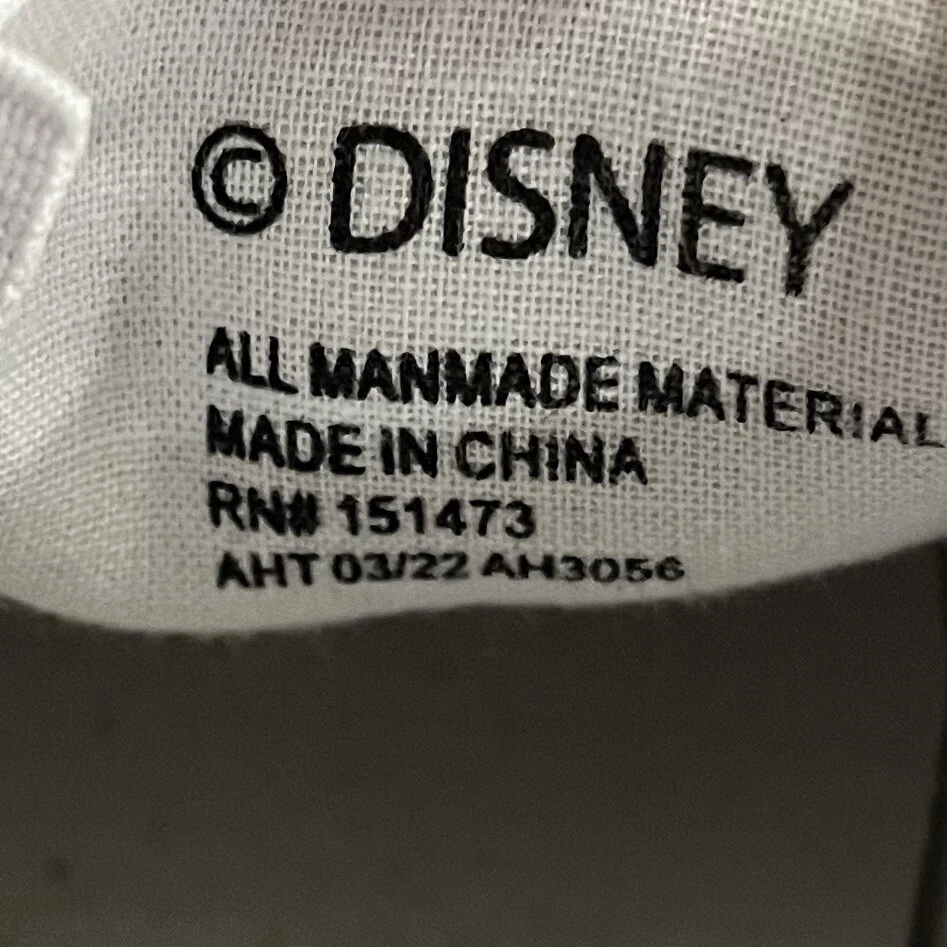 © DISNEY
ALL MANMADE MATERIAL
MADE IN CHINA
RN# 151473
AHT 03/22 AH3056